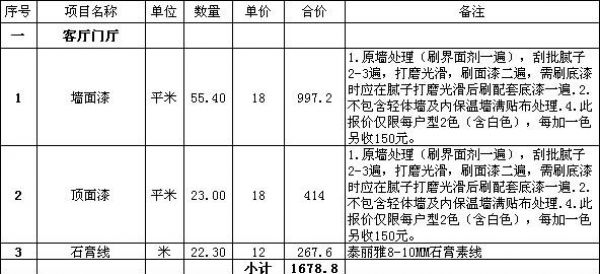 序号 项目名称 单位 数量 单价 合价 备注
一 客厅门厅
1 墙面漆 平米 55.40 18 997.2
1.原墙处理（刷界面剂一遍），刮批腻子
2-3遍，打磨光滑，刷面漆二遍，需刷底漆
时应在腻子打磨光滑后刷配套底漆一遍.2.
不包含轻体墙及内保温墙满贴布处理.4.此
报价仅限每户型2色（含白色），每加一色
另收150元。
2 顶面漆 平米 23.00 18 414
1.原墙处理（刷界面剂一遍），刮批腻子
2-3遍，打磨光滑，刷面漆二遍，需刷底漆
时应在腻子打磨光滑后刷配套底漆一遍.2.
不包含轻体墙及内保温墙满贴布处理.4.此
报价仅限每户型2色（含白色），每加一色
另收150元。
3 石膏线 米 22.30 12 267.6 泰丽雅8-10MM石膏素线
小计 1678.8